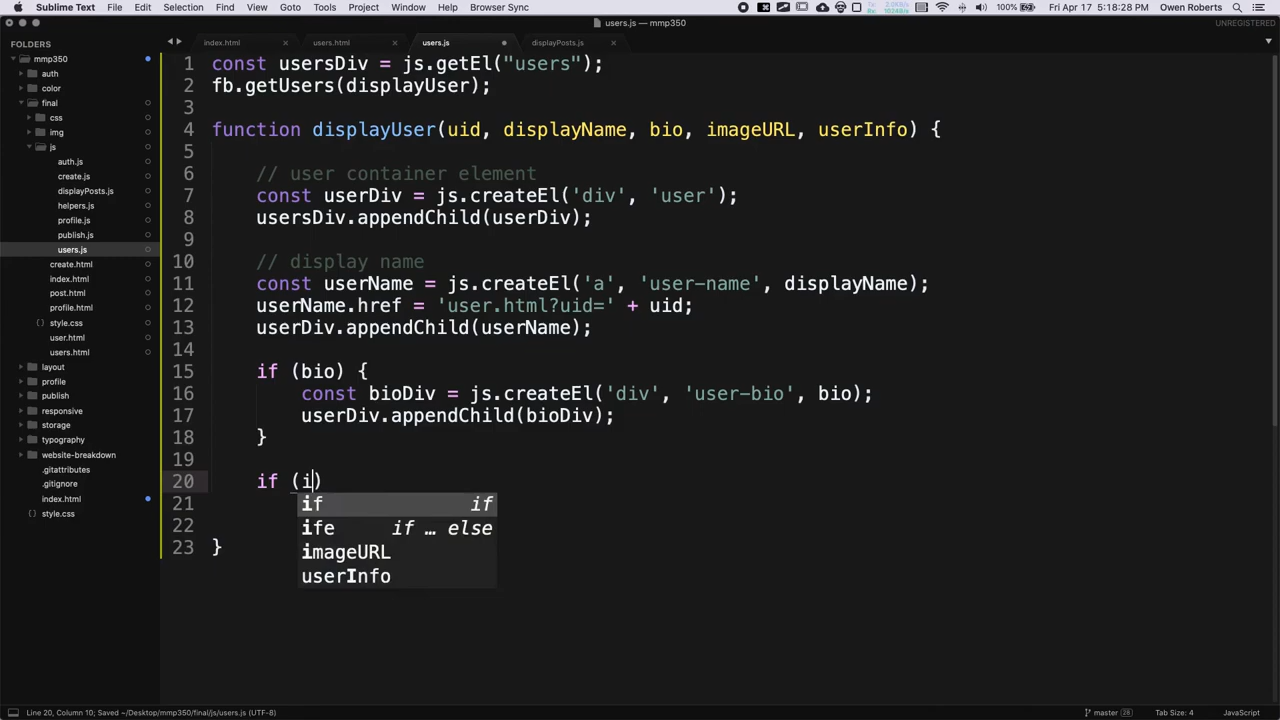 Sublime Text File Edit Selection Find View Goto Tools Project Window Help Browser Sync 100% Fri Apr 17 5:18:28 PM Owen Roberts
users.js — mmp350
UNREGISTERED
FOLDERS
mmp350
auth
color
final
css
img
js
auth.js
create.js
displayPosts.js
helpers.js
profile.js
publish.js
users.js
create.html
index.html
post.html
profile.html
style.css
user.html
users.html
layout
profile
publish
responsive
storage
typography
website-breakdown
.gitattributes
.gitignore
index.html
style.css
index.html users.html users.js displayPosts.js
1 const usersDiv = js.getEl("users");
2 fb.getUsers(displayUser);
3
4 function displayUser(uid, displayName, bio, imageURL, userInfo) {
5
6 // user container element
7 const userDiv = js.createEl('div', 'user');
8 usersDiv.appendChild(userDiv);
9
10 // display name
11 const userName = js.createEl('a', 'user-name', displayName);
12 userName.href = 'user.html?uid=' + uid;
13 userDiv.appendChild(userName);
14
15 if (bio) {
16 const bioDiv = js.createEl('div', 'user-bio', bio);
17 userDiv.appendChild(bioDiv);
18 }
19
20 if (i)
21
22
23 }
if if
ife if … else
imageURL
userInfo
Line 20, Column 10; Saved ~/Desktop/mmp350/final/js/users.js (UTF-8) master 28 Tab Size: 4 JavaScript